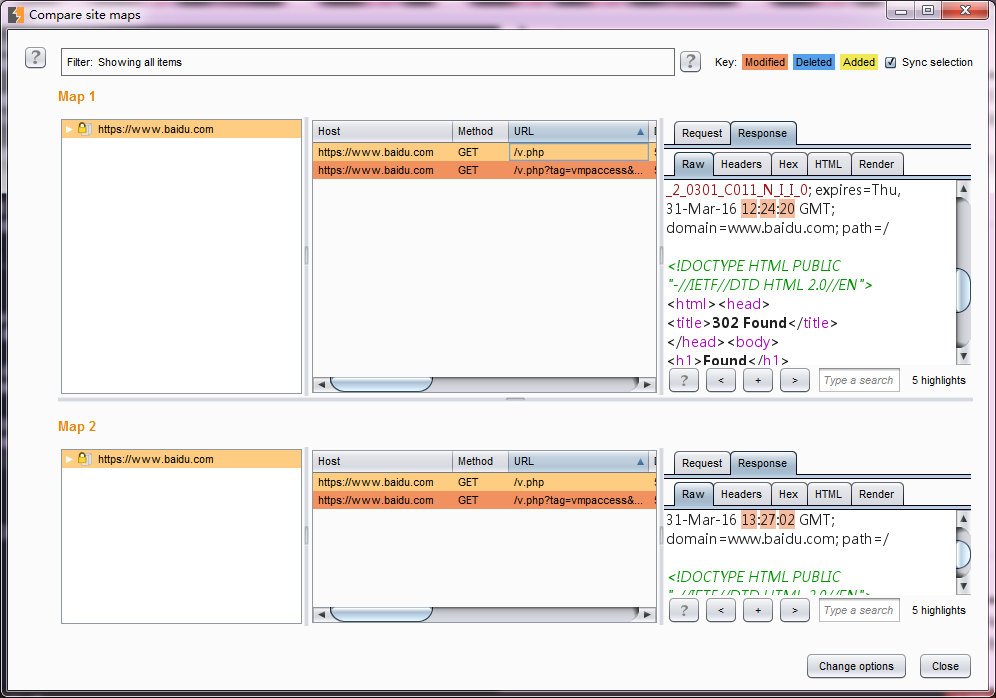 Compare site maps
?
Filter: Showing all items
?
Key: Modified Deleted Added Sync selection
Map 1
https://www.baidu.com
Host Method URL
https://www.baidu.com GET /v.php
https://www.baidu.com GET /v.php?tag=vmpaccess&...
Request Response
Raw Headers Hex HTML Render
_2_0301_C011_N_I_I_0; expires=Thu,
31-Mar-16 12:24:20 GMT;
domain=www.baidu.com; path=/
<!DOCTYPE HTML PUBLIC
"-//IETF//DTD HTML 2.0//EN">
<html><head>
<title>302 Found</title>
</head><body>
<h1>Found</h1>
? < + > Type a search 5 highlights
Map 2
https://www.baidu.com
Host Method URL
https://www.baidu.com GET /v.php
https://www.baidu.com GET /v.php?tag=vmpaccess&...
Request Response
Raw Headers Hex HTML Render
31-Mar-16 13:27:02 GMT;
domain=www.baidu.com; path=/
<!DOCTYPE HTML PUBLIC
"-//IETF//DTD HTML 2.0//EN">
? < + > Type a search 5 highlights
Change options Close